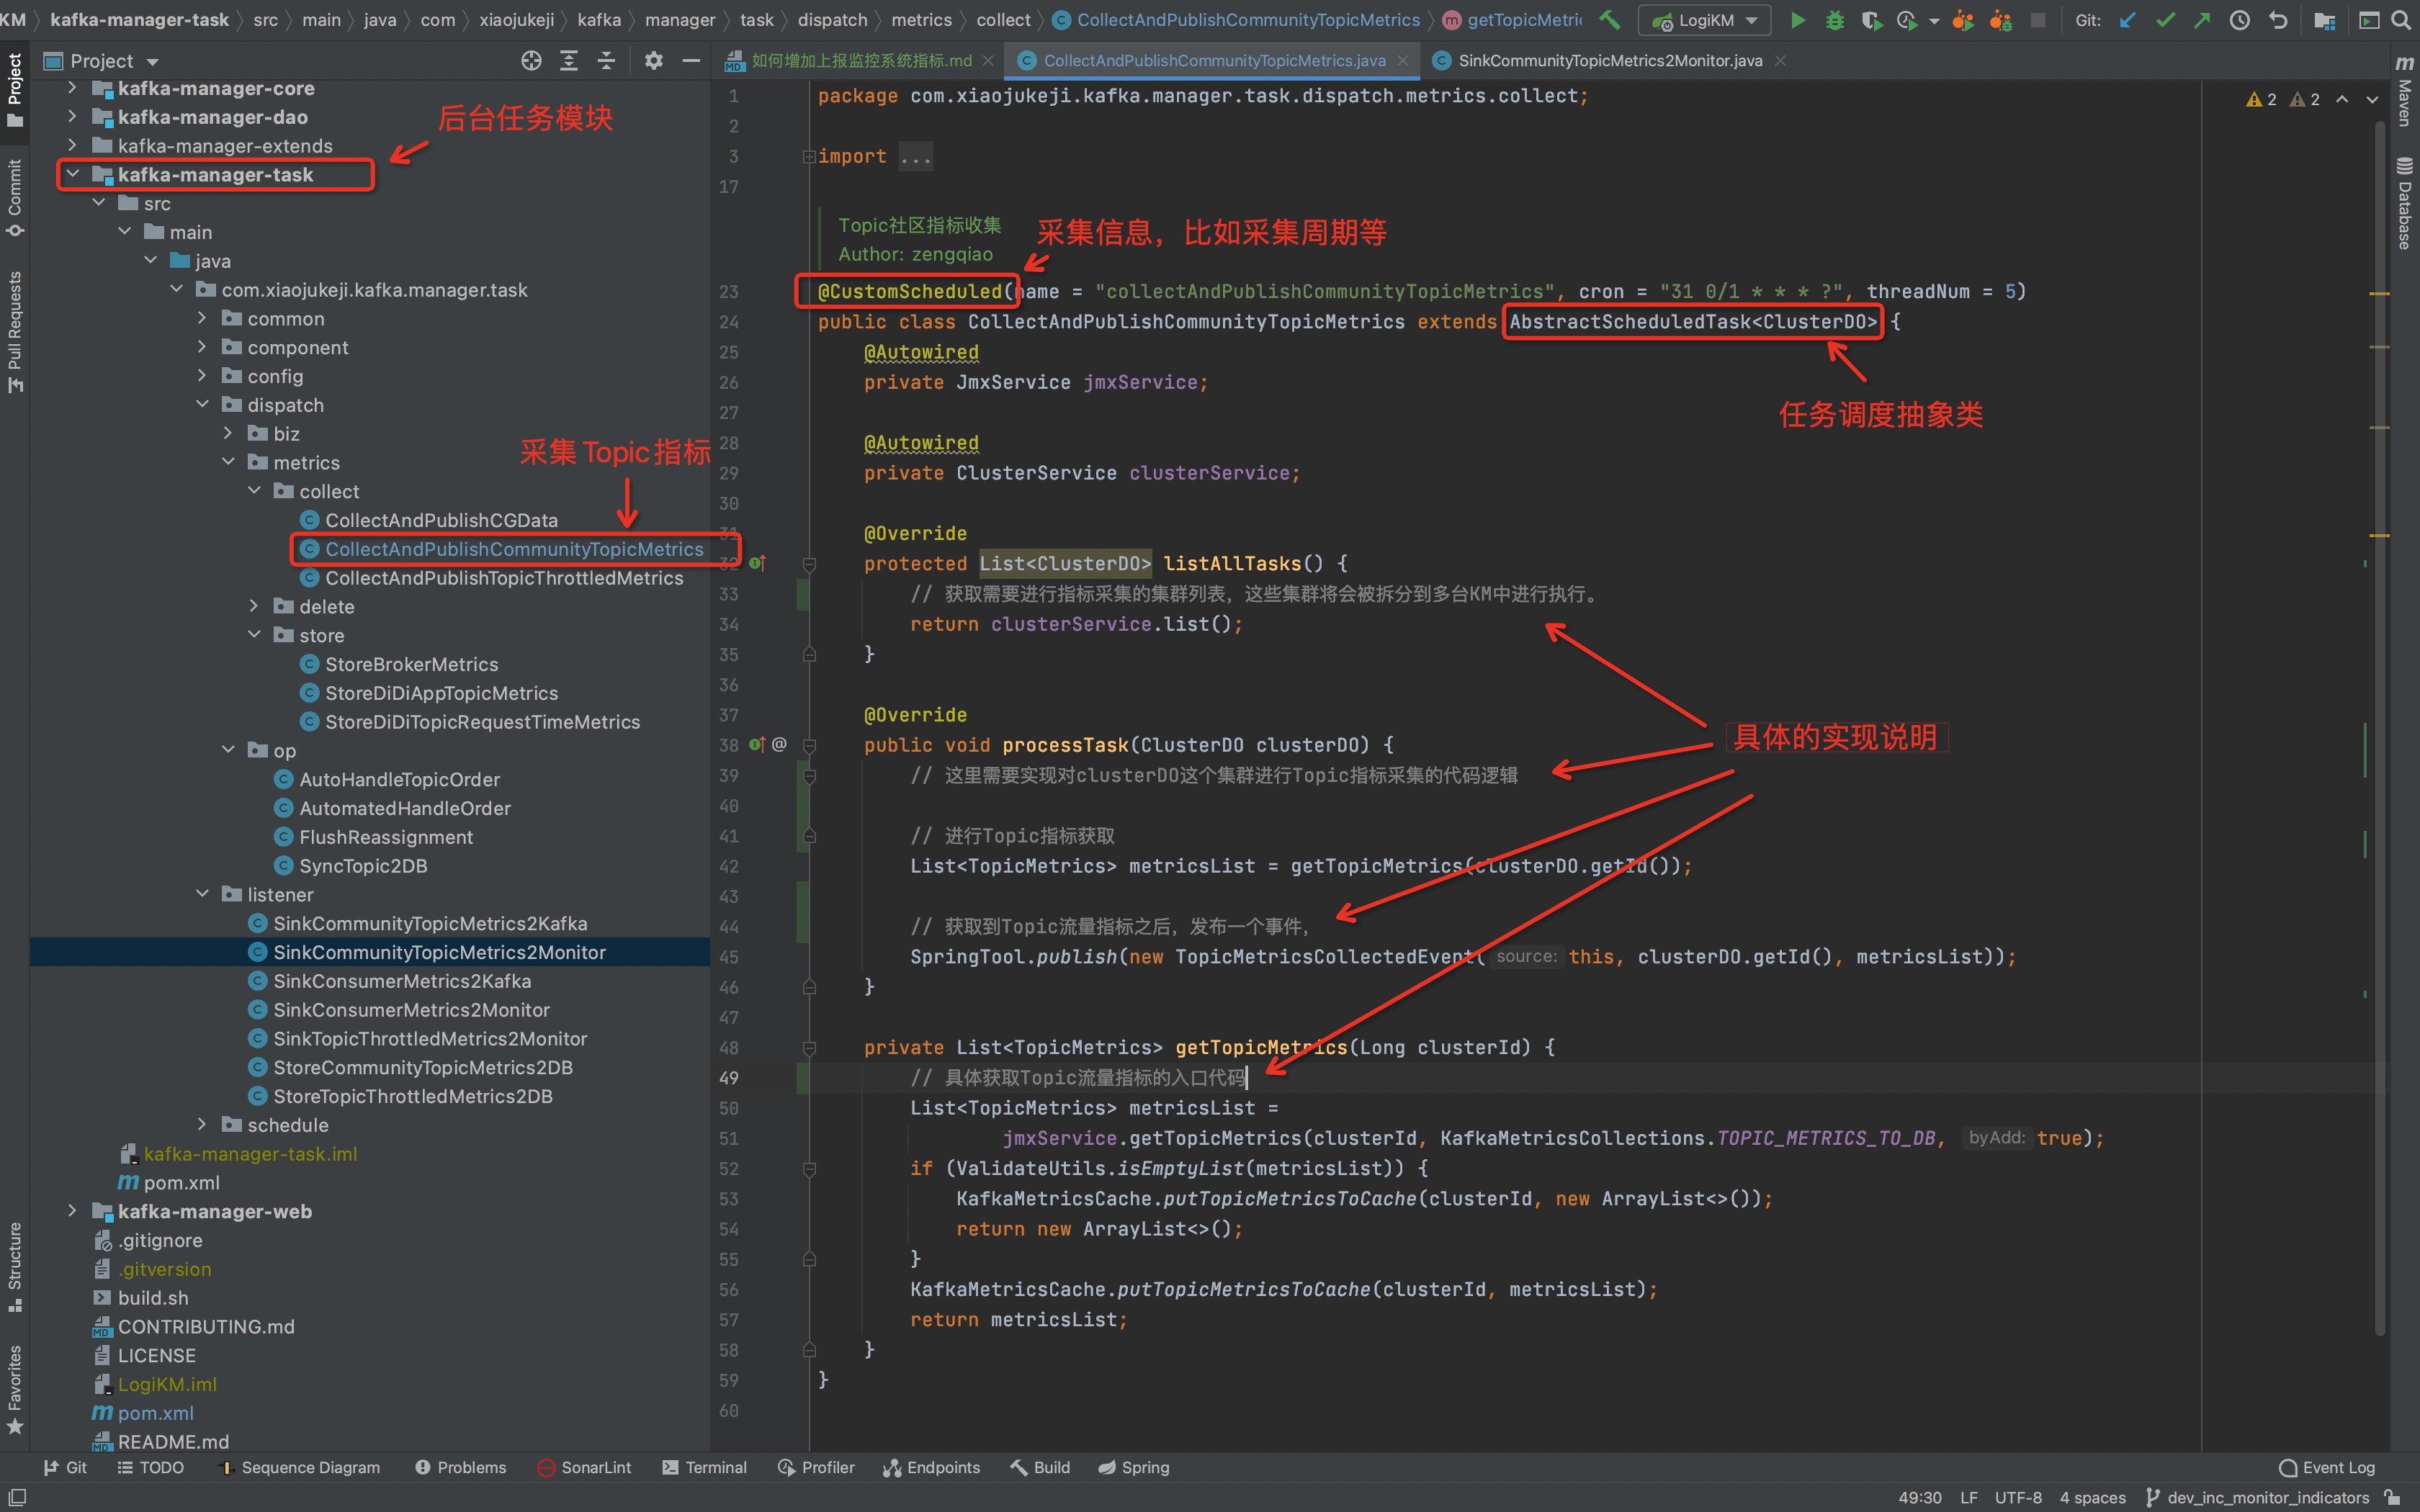 KM kafka-manager-task src main java com xiaojukeji kafka manager task dispatch metrics collect CollectAndPublishCommunityTopicMetrics getTopicMetri
LogiKM
Git:
Project
如何增加上报监控系统指标.md
CollectAndPublishCommunityTopicMetrics.java
SinkCommunityTopicMetrics2Monitor.java
Project
Commit
Pull Requests
Structure
Favorites
kafka-manager-core
kafka-manager-dao
kafka-manager-extends
kafka-manager-task
src
main
java
com.xiaojukeji.kafka.manager.task
common
component
config
dispatch
biz
metrics
collect
CollectAndPublishCGData
CollectAndPublishCommunityTopicMetrics
CollectAndPublishTopicThrottledMetrics
delete
store
StoreBrokerMetrics
StoreDiDiAppTopicMetrics
StoreDiDiTopicRequestTimeMetrics
op
AutoHandleTopicOrder
AutomatedHandleOrder
FlushReassignment
SyncTopic2DB
listener
SinkCommunityTopicMetrics2Kafka
SinkCommunityTopicMetrics2Monitor
SinkConsumerMetrics2Kafka
SinkConsumerMetrics2Monitor
SinkTopicThrottledMetrics2Monitor
StoreCommunityTopicMetrics2DB
StoreTopicThrottledMetrics2DB
schedule
kafka-manager-task.iml
pom.xml
kafka-manager-web
.gitignore
.gitversion
build.sh
CONTRIBUTING.md
LICENSE
LogiKM.iml
pom.xml
README.md
后台任务模块
采集Topic指标
1 package com.xiaojukeji.kafka.manager.task.dispatch.metrics.collect;
2
3 import ...
17
Topic社区指标收集
Author: zengqiao
采集信息，比如采集周期等
23 @CustomScheduled(name = "collectAndPublishCommunityTopicMetrics", cron = "31 0/1 * * * ?", threadNum = 5)
24 public class CollectAndPublishCommunityTopicMetrics extends AbstractScheduledTask<ClusterDO> {
25 @Autowired
26 private JmxService jmxService;
27
任务调度抽象类
28 @Autowired
29 private ClusterService clusterService;
30
31 @Override
32 protected List<ClusterDO> listAllTasks() {
33 // 获取需要进行指标采集的集群列表，这些集群将会被拆分到多台KM中进行执行。
34 return clusterService.list();
35 }
36
37 @Override
38 @ public void processTask(ClusterDO clusterDO) {
具体的实现说明
39 // 这里需要实现对clusterDO这个集群进行Topic指标采集的代码逻辑
40
41 // 进行Topic指标获取
42 List<TopicMetrics> metricsList = getTopicMetrics(clusterDO.getId());
43
44 // 获取到Topic流量指标之后，发布一个事件，
45 SpringTool.publish(new TopicMetricsCollectedEvent( source: this, clusterDO.getId(), metricsList));
46 }
47
48 private List<TopicMetrics> getTopicMetrics(Long clusterId) {
49 // 具体获取Topic流量指标的入口代码
50 List<TopicMetrics> metricsList =
51 jmxService.getTopicMetrics(clusterId, KafkaMetricsCollections.TOPIC_METRICS_TO_DB, byAdd: true);
52 if (ValidateUtils.isEmptyList(metricsList)) {
53 KafkaMetricsCache.putTopicMetricsToCache(clusterId, new ArrayList<>());
54 return new ArrayList<>();
55 }
56 KafkaMetricsCache.putTopicMetricsToCache(clusterId, metricsList);
57 return metricsList;
58 }
59 }
60
2 2
Maven
Database
Git TODO Sequence Diagram Problems SonarLint Terminal Profiler Endpoints Build Spring Event Log
49:30 LF UTF-8 4 spaces dev_inc_monitor_indicators